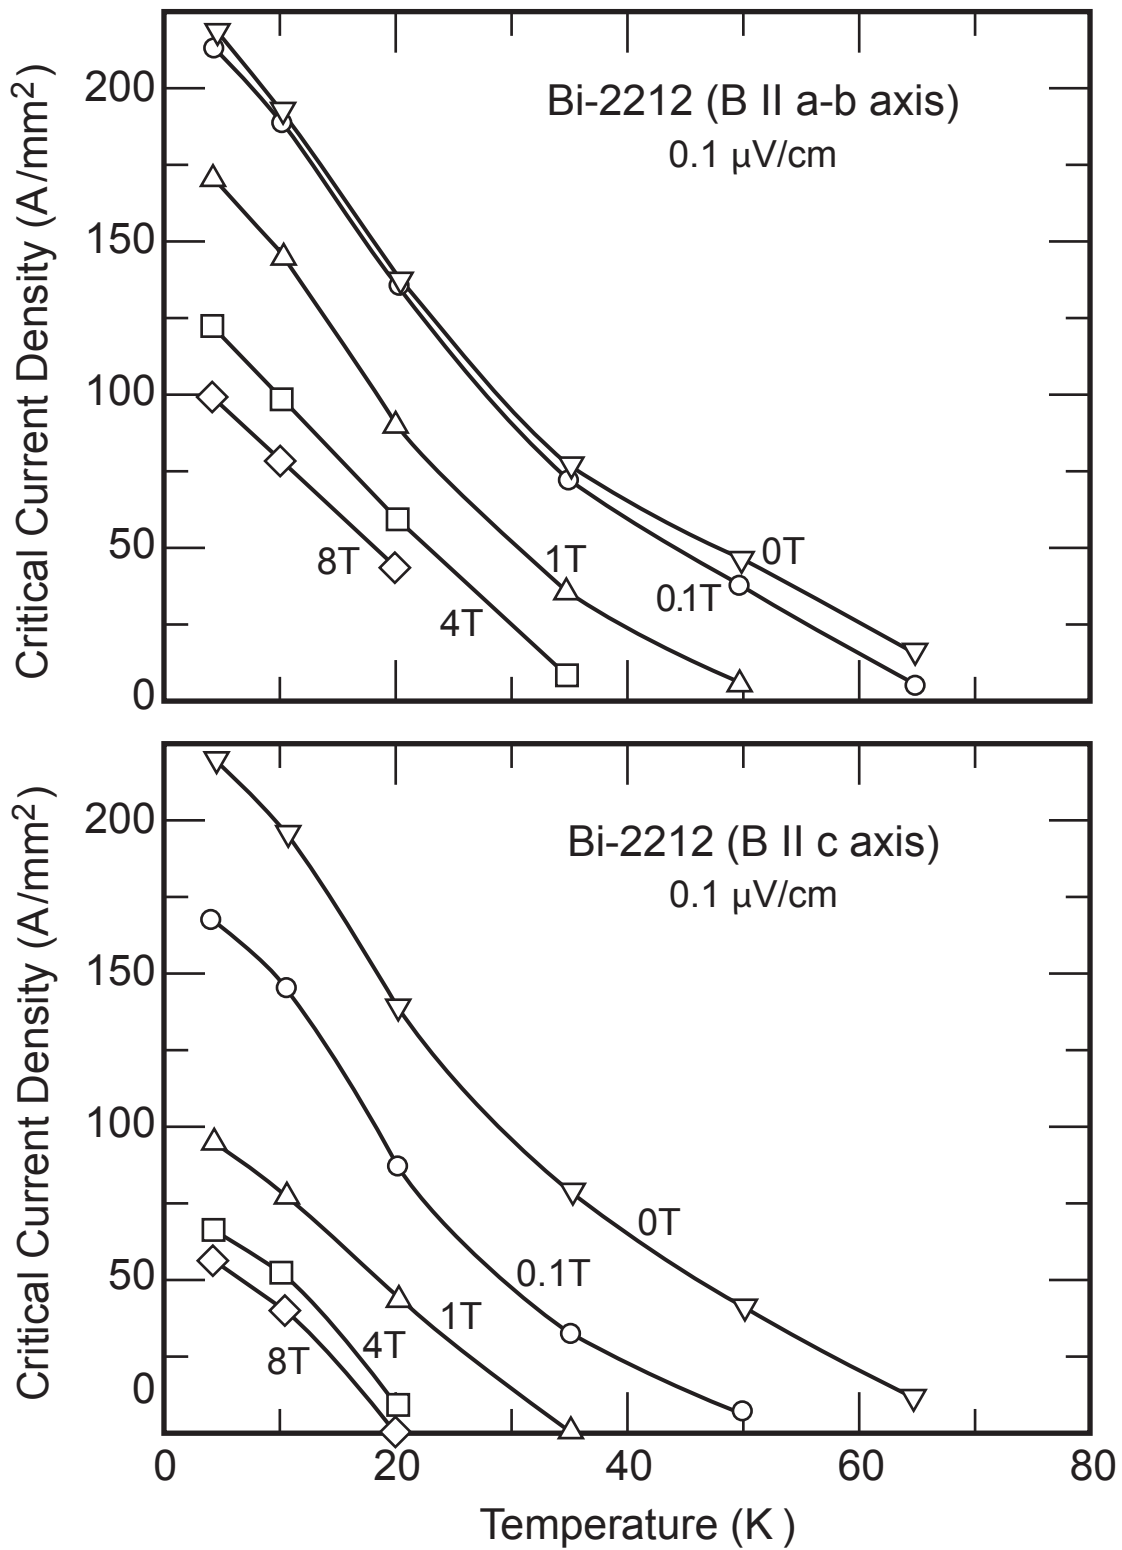 Critical Current Density (A/mm2)
200
150
100
50
0
Bi-2212 (B II a-b axis)
0.1 µV/cm
0T
0.1T
1T
4T
8T
Critical Current Density (A/mm2)
200
150
100
50
0
Bi-2212 (B II c axis)
0.1 µV/cm
0T
0.1T
1T
4T
8T
0 20 40 60 80
Temperature (K )